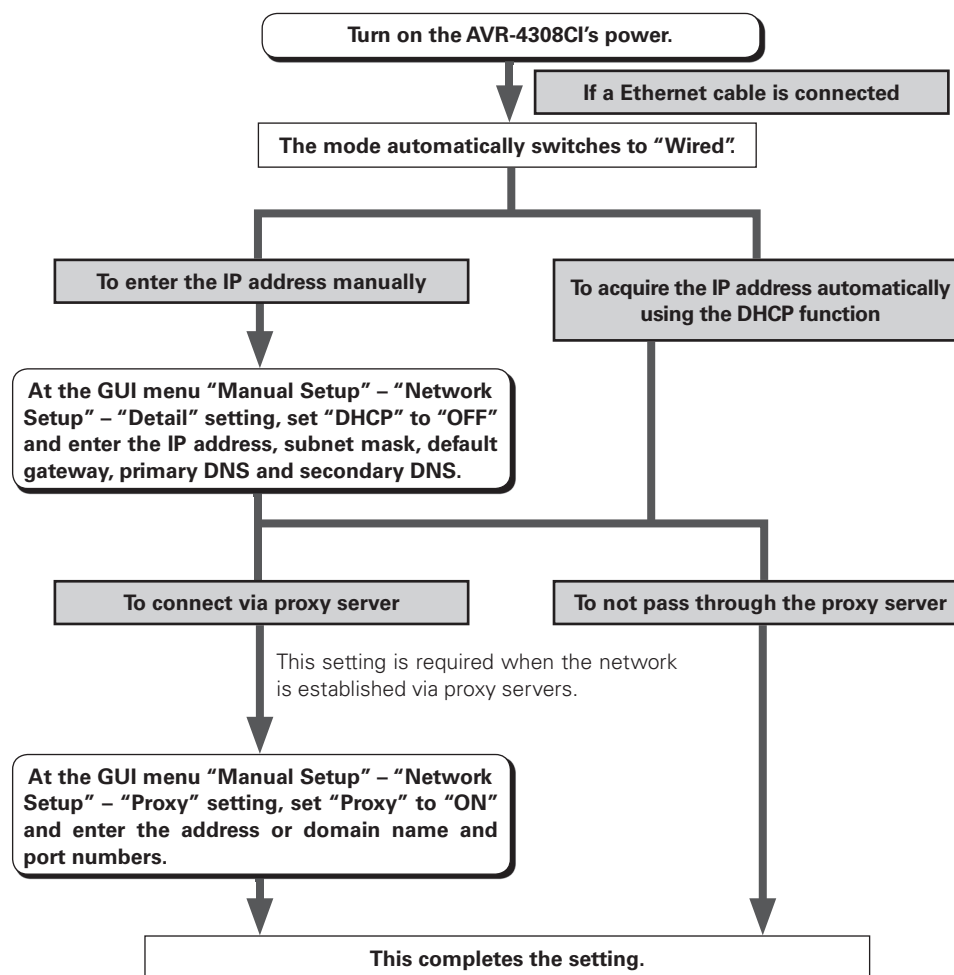 Turn on the AVR-4308CI's power.
If a Ethernet cable is connected
The mode automatically switches to “Wired”.
To enter the IP address manually
To acquire the IP address automatically
using the DHCP function
At the GUI menu “Manual Setup” – “Network
Setup” – “Detail” setting, set “DHCP” to “OFF”
and enter the IP address, subnet mask, default
gateway, primary DNS and secondary DNS.
To connect via proxy server
To not pass through the proxy server
This setting is required when the network
is established via proxy servers.
At the GUI menu “Manual Setup” – “Network
Setup” – “Proxy” setting, set “Proxy” to “ON”
and enter the address or domain name and
port numbers.
This completes the setting.